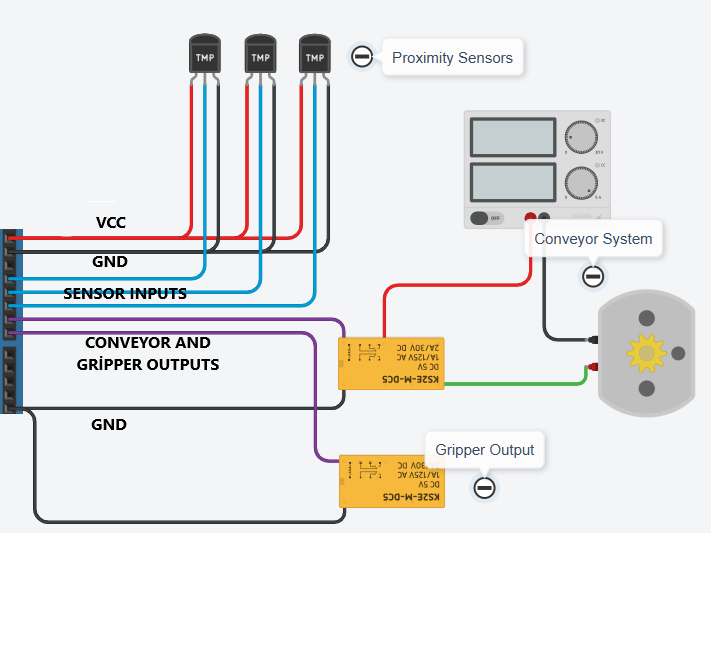 TMP
TMP
TMP
Proximity Sensors
VCC
GND
SENSOR INPUTS
CONVEYOR AND
GRİPPER OUTPUTS
GND
OFF
Conveyor System
KS2E-M-DC5
DC 5V
1A/125V AC
2A/30V DC
Gripper Output
KS2E-M-DC5
DC 5V
1A/125V AC
/30V DC